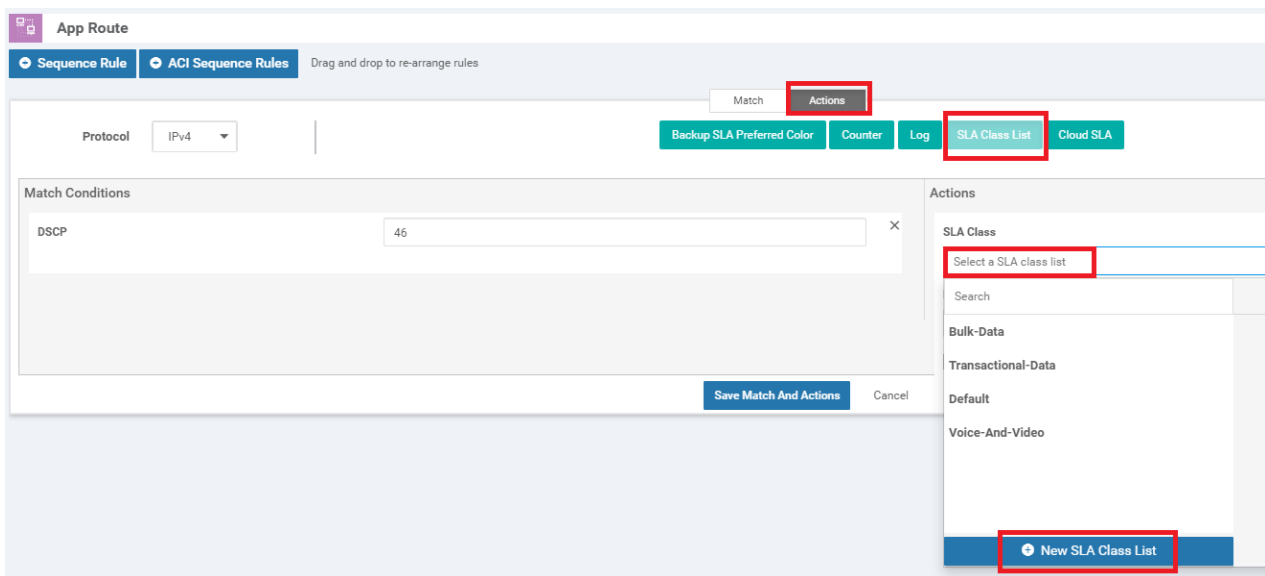 App Route
Sequence Rule ACI Sequence Rules Drag and drop to re-arrange rules
Match Actions
Protocol IPv4 Backup SLA Preferred Color Counter Log SLA Class List Cloud SLA
Match Conditions Actions
DSCP 46 SLA Class
Select a SLA class list
Search
Bulk-Data
Transactional-Data
Save Match And Actions Cancel Default
Voice-And-Video
New SLA Class List